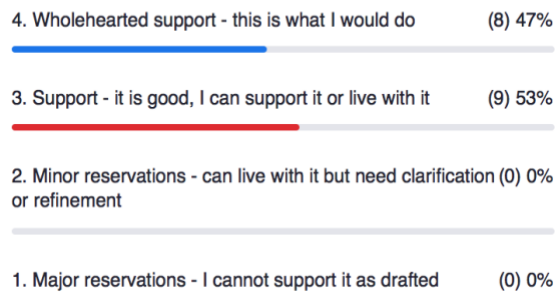 4. Wholehearted support - this is what I would do (8) 47%
3. Support - it is good, I can support it or live with it (9) 53%
2. Minor reservations - can live with it but need clarification (0) 0%
or refinement
1. Major reservations - I cannot support it as drafted (0) 0%